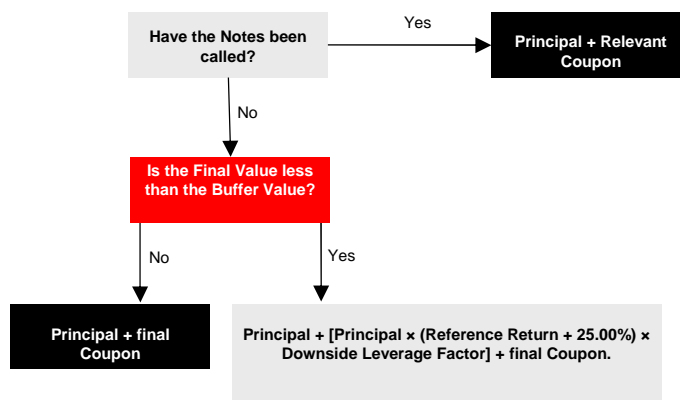 Have the Notes been
called?
Yes
Principal + Relevant
Coupon
No
Is the Final Value less
than the Buffer Value?
No
Yes
Principal + final
Coupon
Principal + [Principal × (Reference Return + 25.00%) ×
Downside Leverage Factor] + final Coupon.